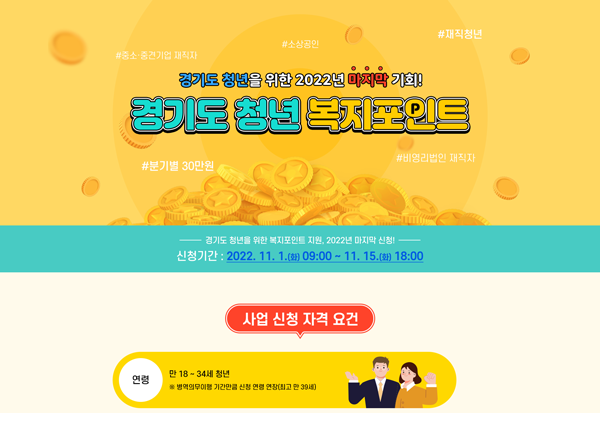 #재직청년
#소상공인
#중소·중견기업 재직자
경기도 청년을 위한 2022년 마지막 기회!
경기도 청년 복지포인트
P
#비영리법인 재직자
#분기별 30만원
경기도 청년을 위한 복지포인트 지원, 2022년 마지막 신청!
신청기간 : 2022. 11. 1.(화) 09:00 ~ 11. 15.(화) 18:00
사업 신청 자격 요건
연령
만 18 ~ 34세 청년
※ 병역의무이행 기간만큼 신청 연령 연장(최고 만 39세)